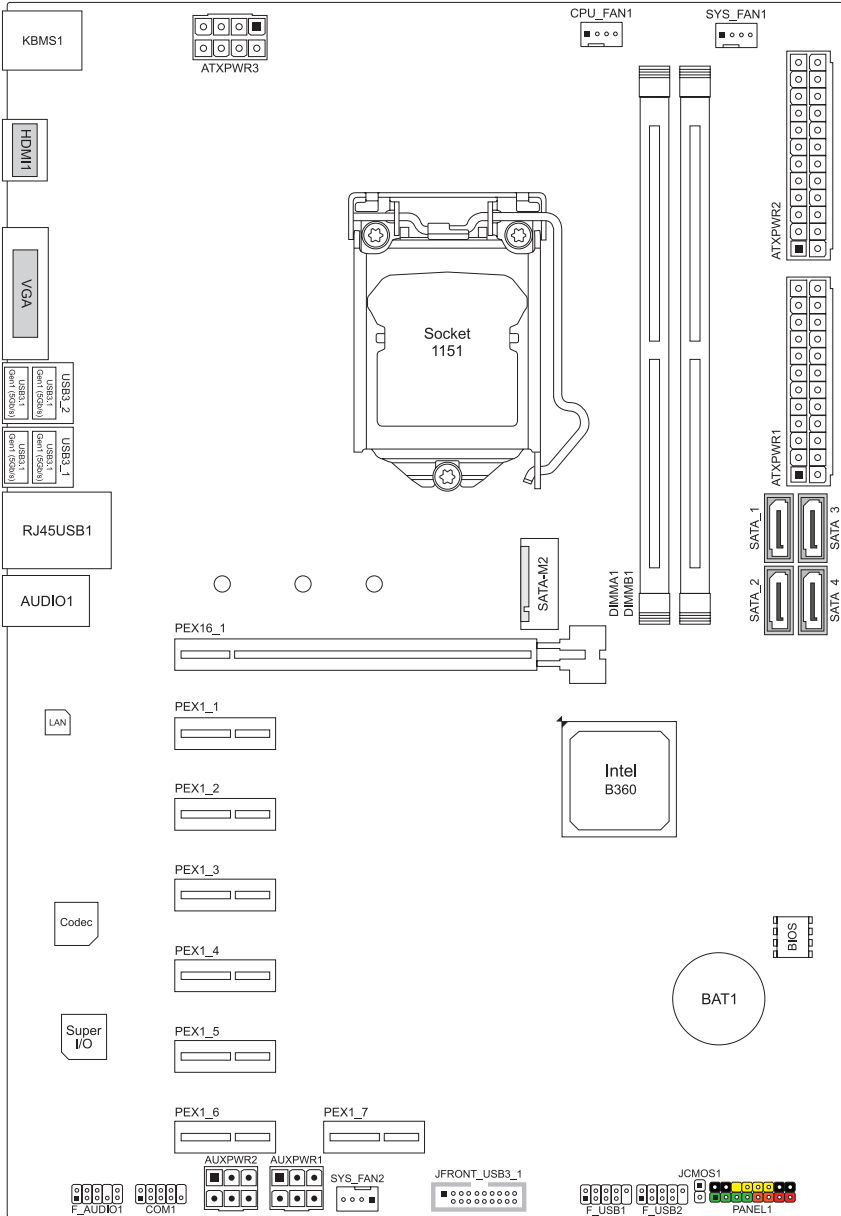 CPU_FAN1
SYS_FAN1
KBMS1
ATXPWR3
HDMI1
ATXPWR2
VGA
Socket
1151
USB3_2
USB3.1
Gen1 (5Gb/s)
USB3.1
Gen1 (5Gb/s)
USB3_1
USB3.1
Gen1 (5Gb/s)
USB3.1
Gen1 (5Gb/s)
ATXPWR1
RJ45USB1
SATA_1
SATA_3
AUDIO1
SATA-M2
DIMMA1
DIMMB1
SATA_2
SATA_4
PEX16_1
LAN
PEX1_1
Intel
B360
PEX1_2
PEX1_3
Codec
BIOS
PEX1_4
BAT1
Super
I/O
PEX1_5
PEX1_6
PEX1_7
AUXPWR2
AUXPWR1
SYS_FAN2
JFRONT_USB3_1
JCMOS1
F_AUDIO1
COM1
F_USB1
F_USB2
PANEL1